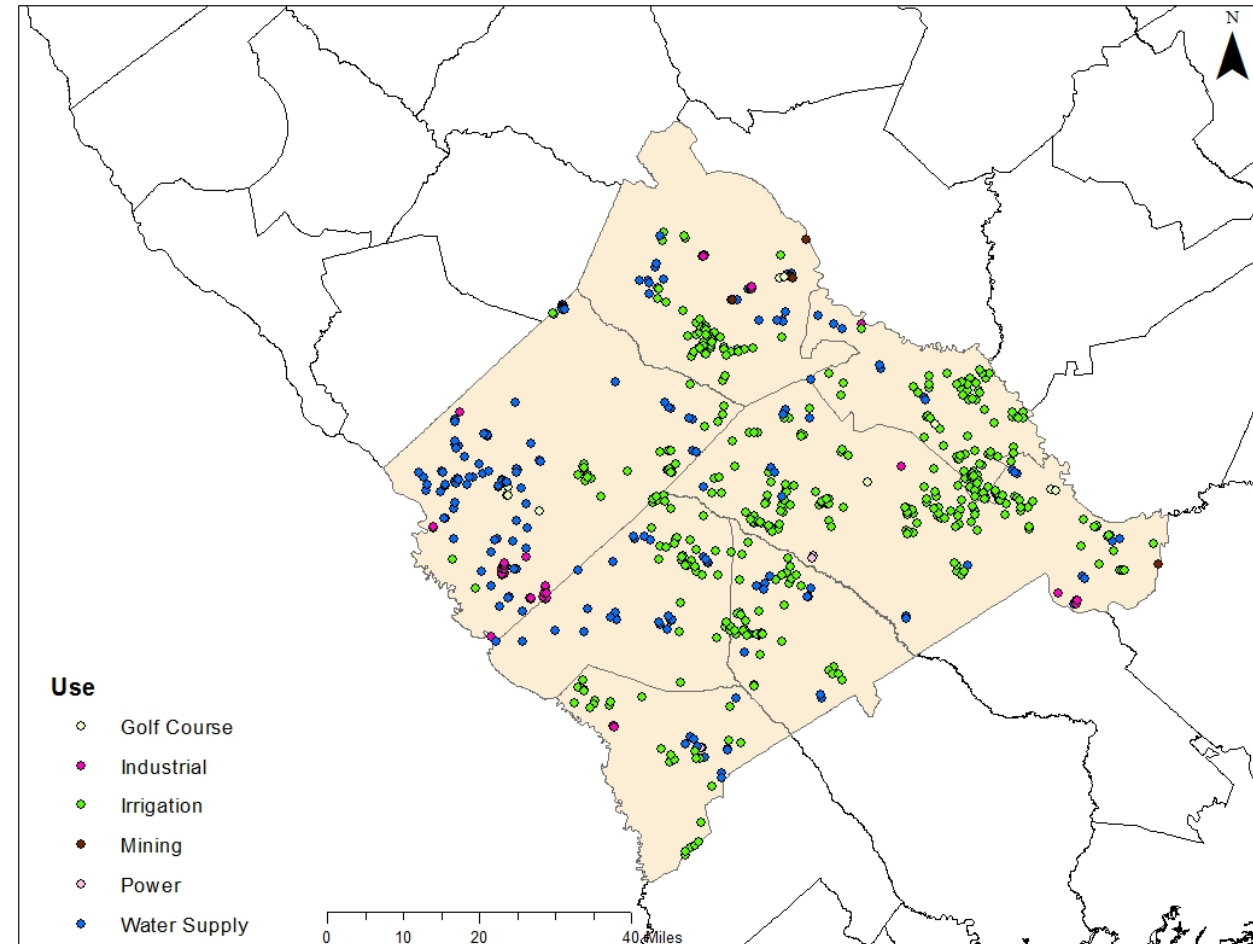 N
Use
Golf Course
Industrial
Irrigation
Mining
Power
Water Supply
0 10 20 40 Miles